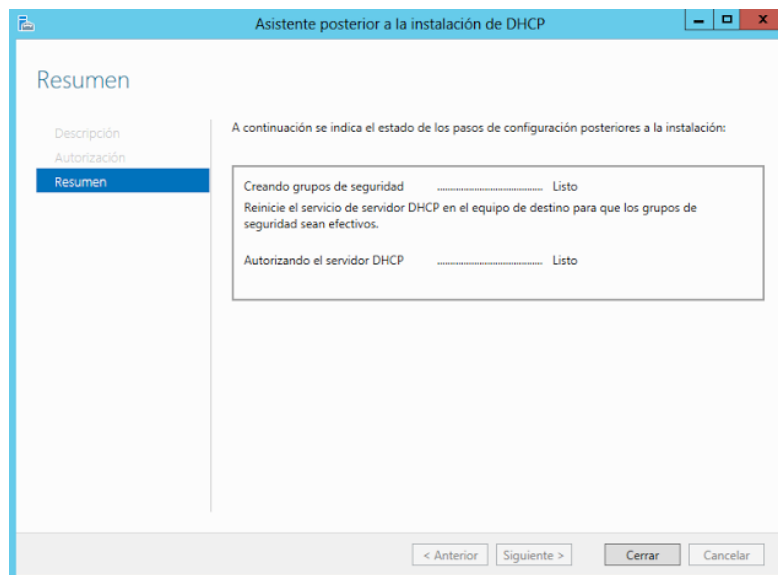 Asistente posterior a la instalación de DHCP
Resumen
Descripción
Autorización
Resumen
A continuación se indica el estado de los pasos de configuración posteriores a la instalación:
Creando grupos de seguridad ........................................ Listo
Reinicie el servicio de servidor DHCP en el equipo de destino para que los grupos de
seguridad sean efectivos.
Autorizando el servidor DHCP ........................................ Listo
< Anterior Siguiente > Cerrar Cancelar